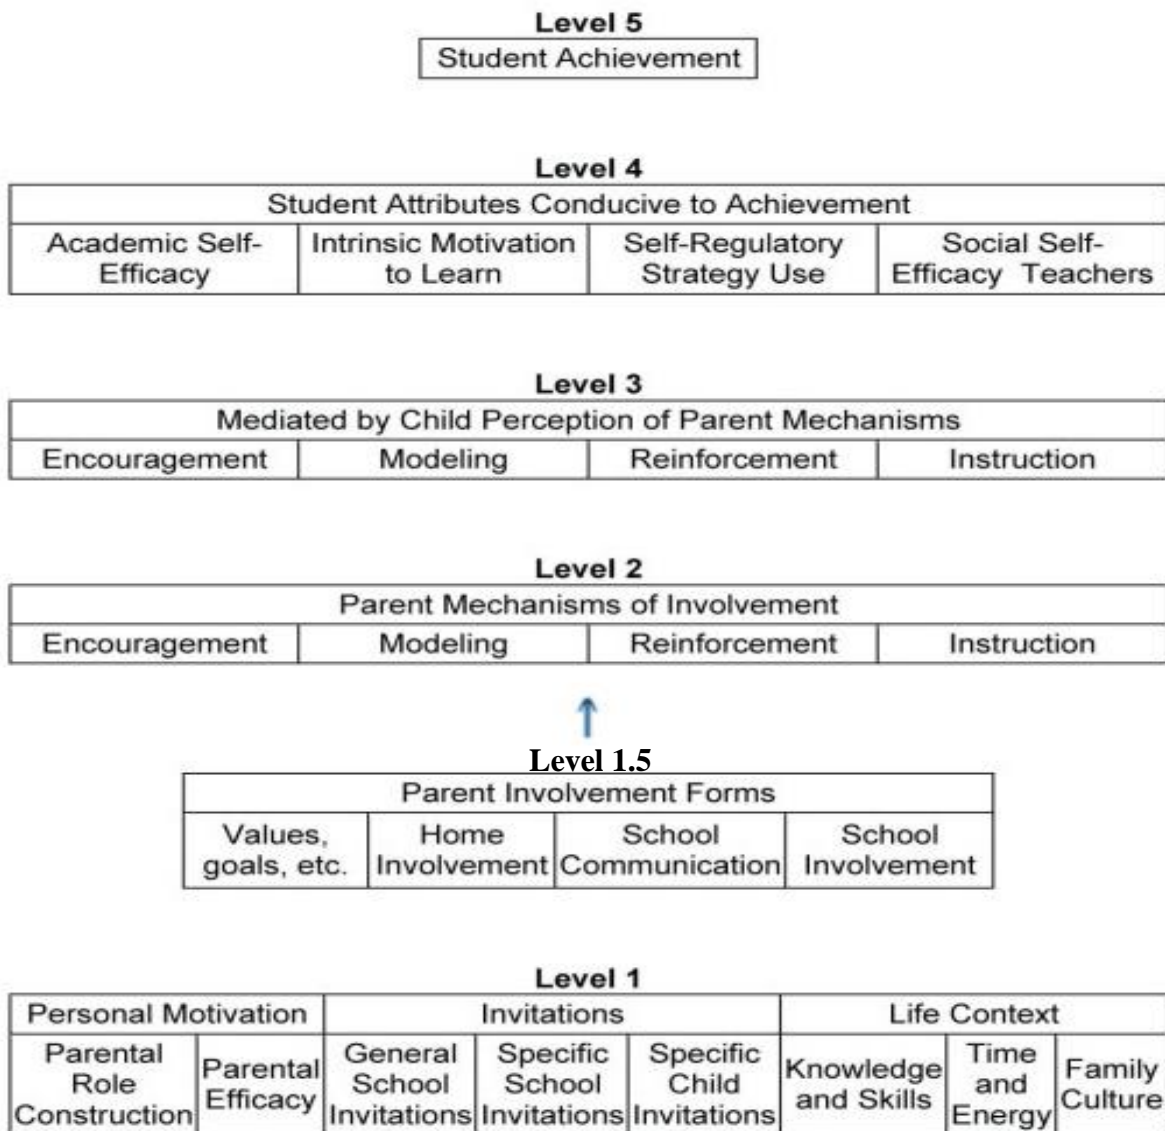 Level 5
Student Achievement
Level 4
Student Attributes Conducive to Achievement
Academic Self-
Efficacy
Intrinsic Motivation
to Learn
Self-Regulatory
Strategy Use
Social Self-
Efficacy Teachers
Level 3
Mediated by Child Perception of Parent Mechanisms
Encouragement
Modeling
Reinforcement
Instruction
Level 2
Parent Mechanisms of Involvement
Encouragement
Modeling
Reinforcement
Instruction
Level 1.5
Parent Involvement Forms
Values,
goals, etc.
Home
Involvement
School
Communication
School
Involvement
Level 1
Personal Motivation
Invitations
Life Context
Parental
Role
Construction
Parental
Efficacy
General
School
Invitations
Specific
School
Invitations
Specific
Child
Invitations
Knowledge
and Skills
Time
and
Energy
Family
Culture